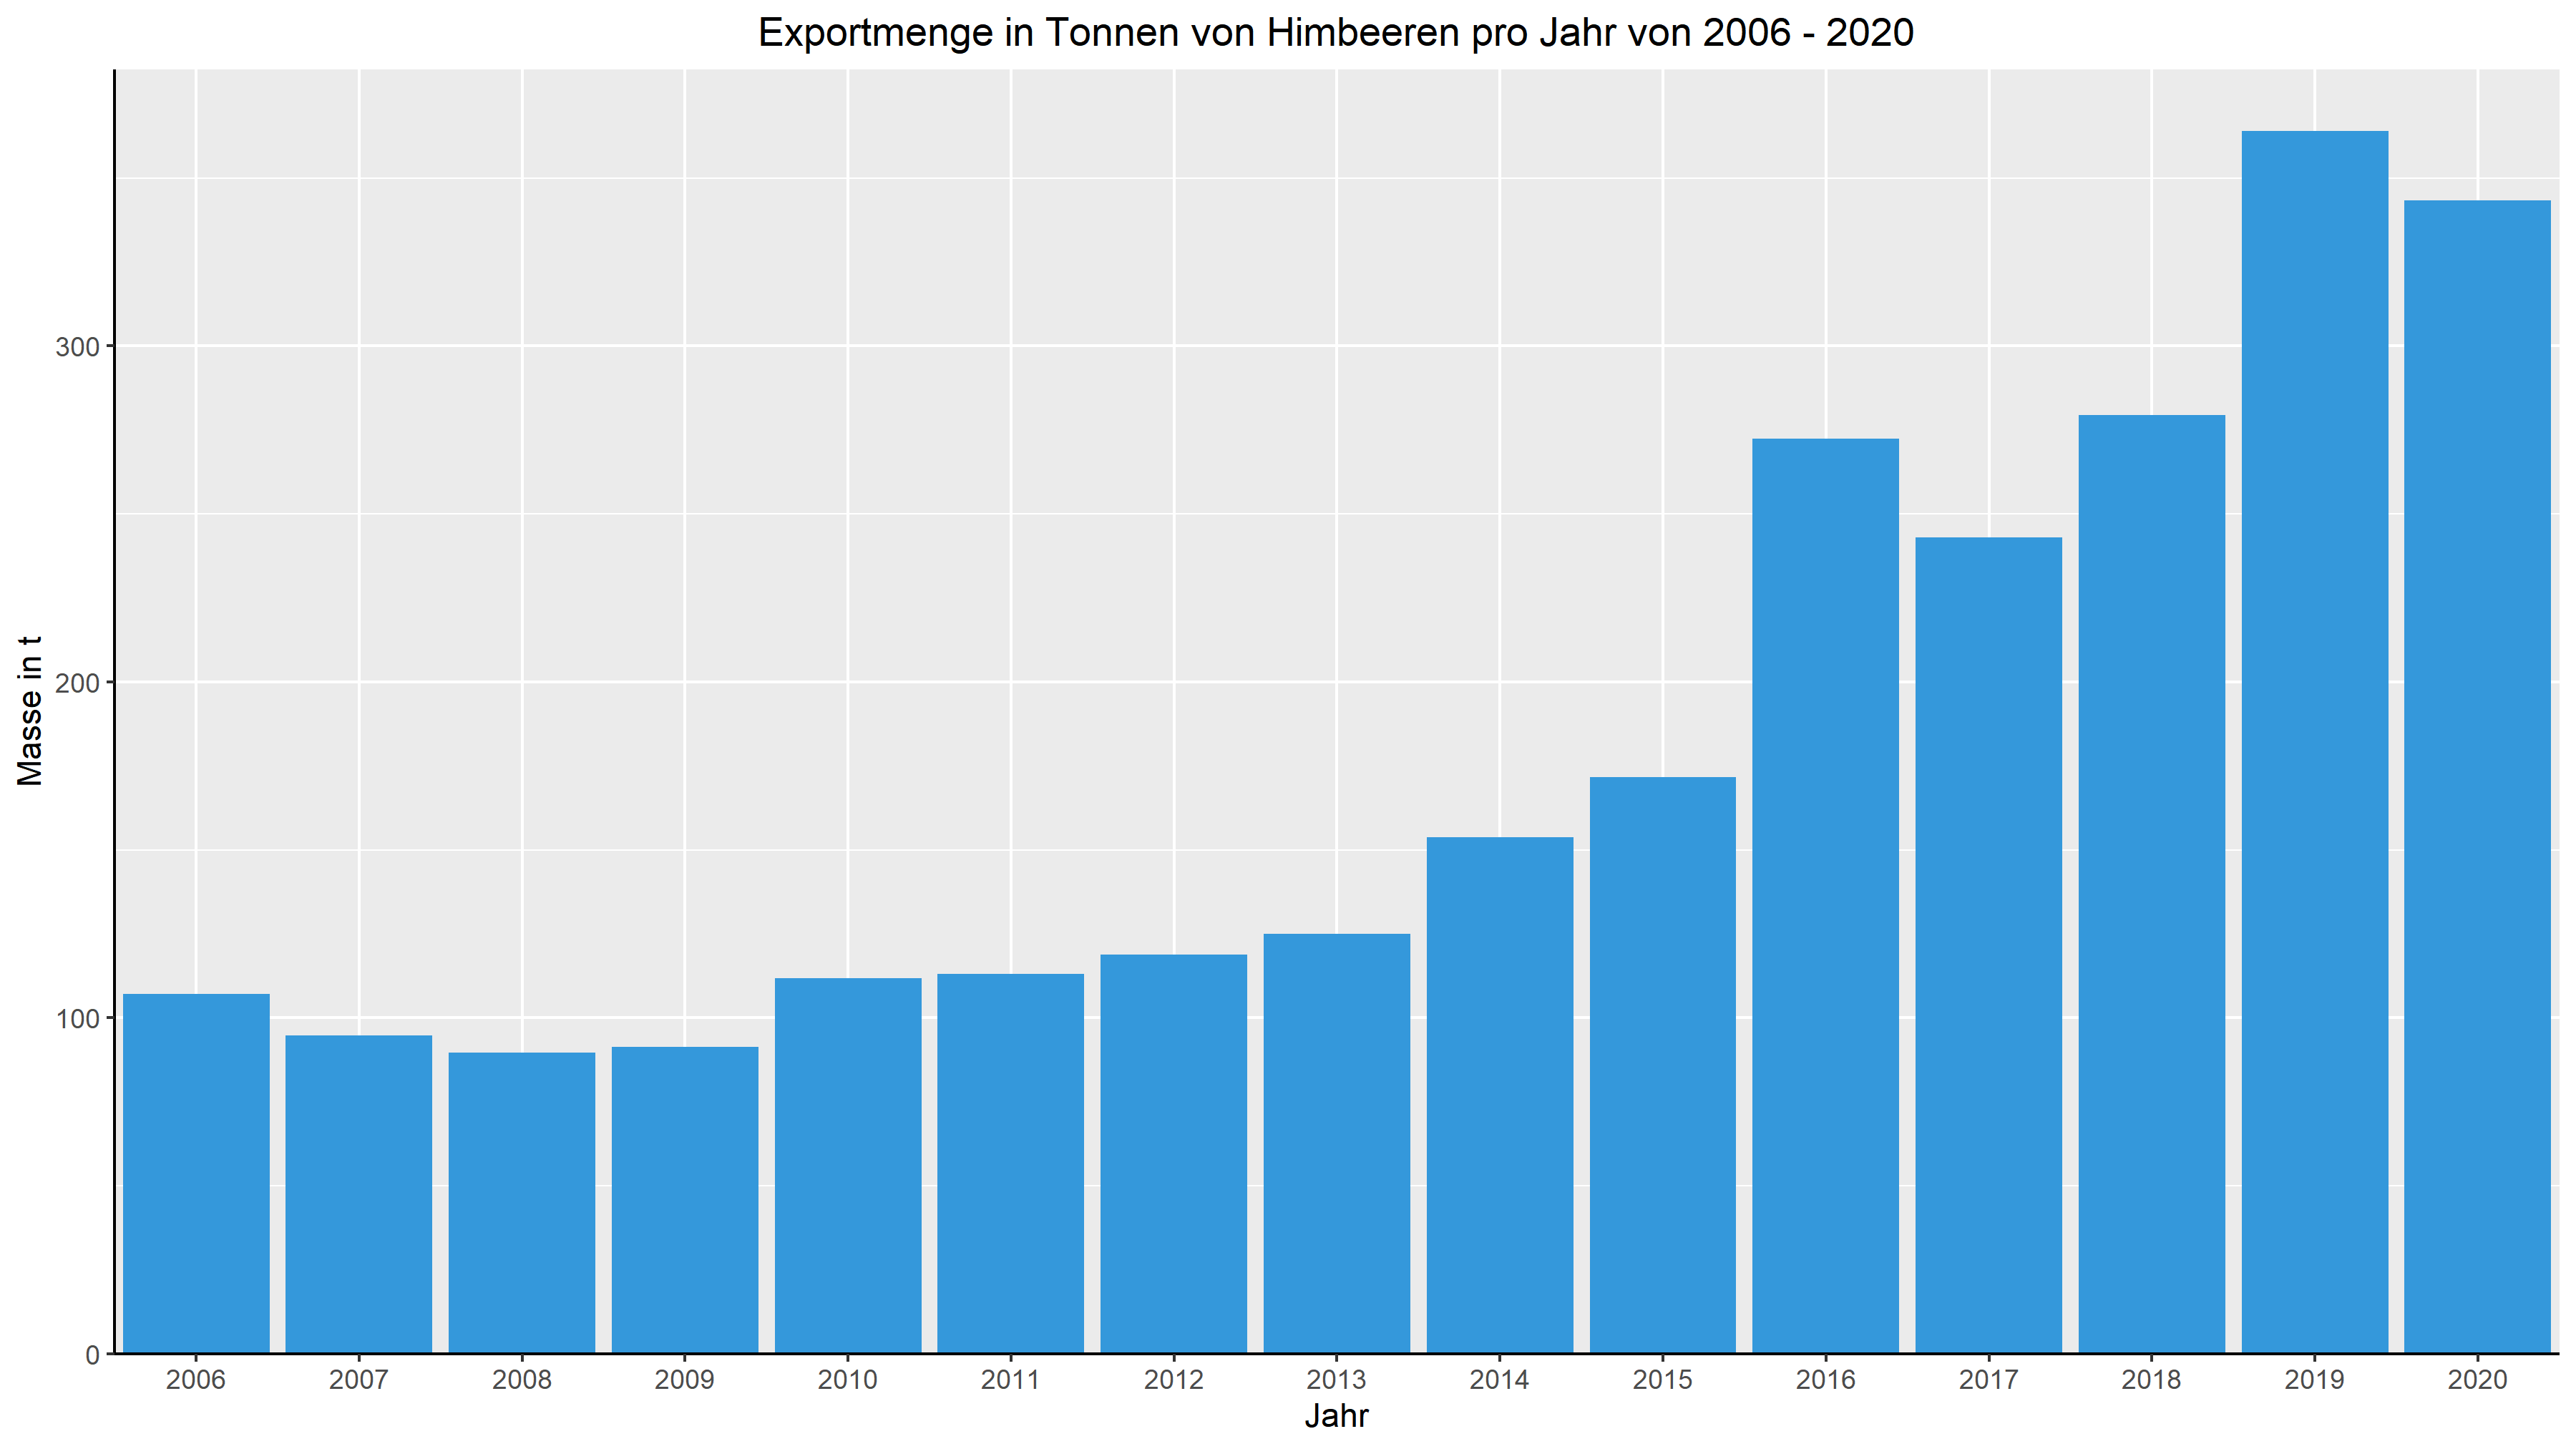 Exportmenge in Tonnen von Himbeeren pro Jahr von 2006 - 2020
Masse in t
300
200
100
0
2006 2007 2008 2009 2010 2011 2012 2013 2014 2015 2016 2017 2018 2019 2020
Jahr